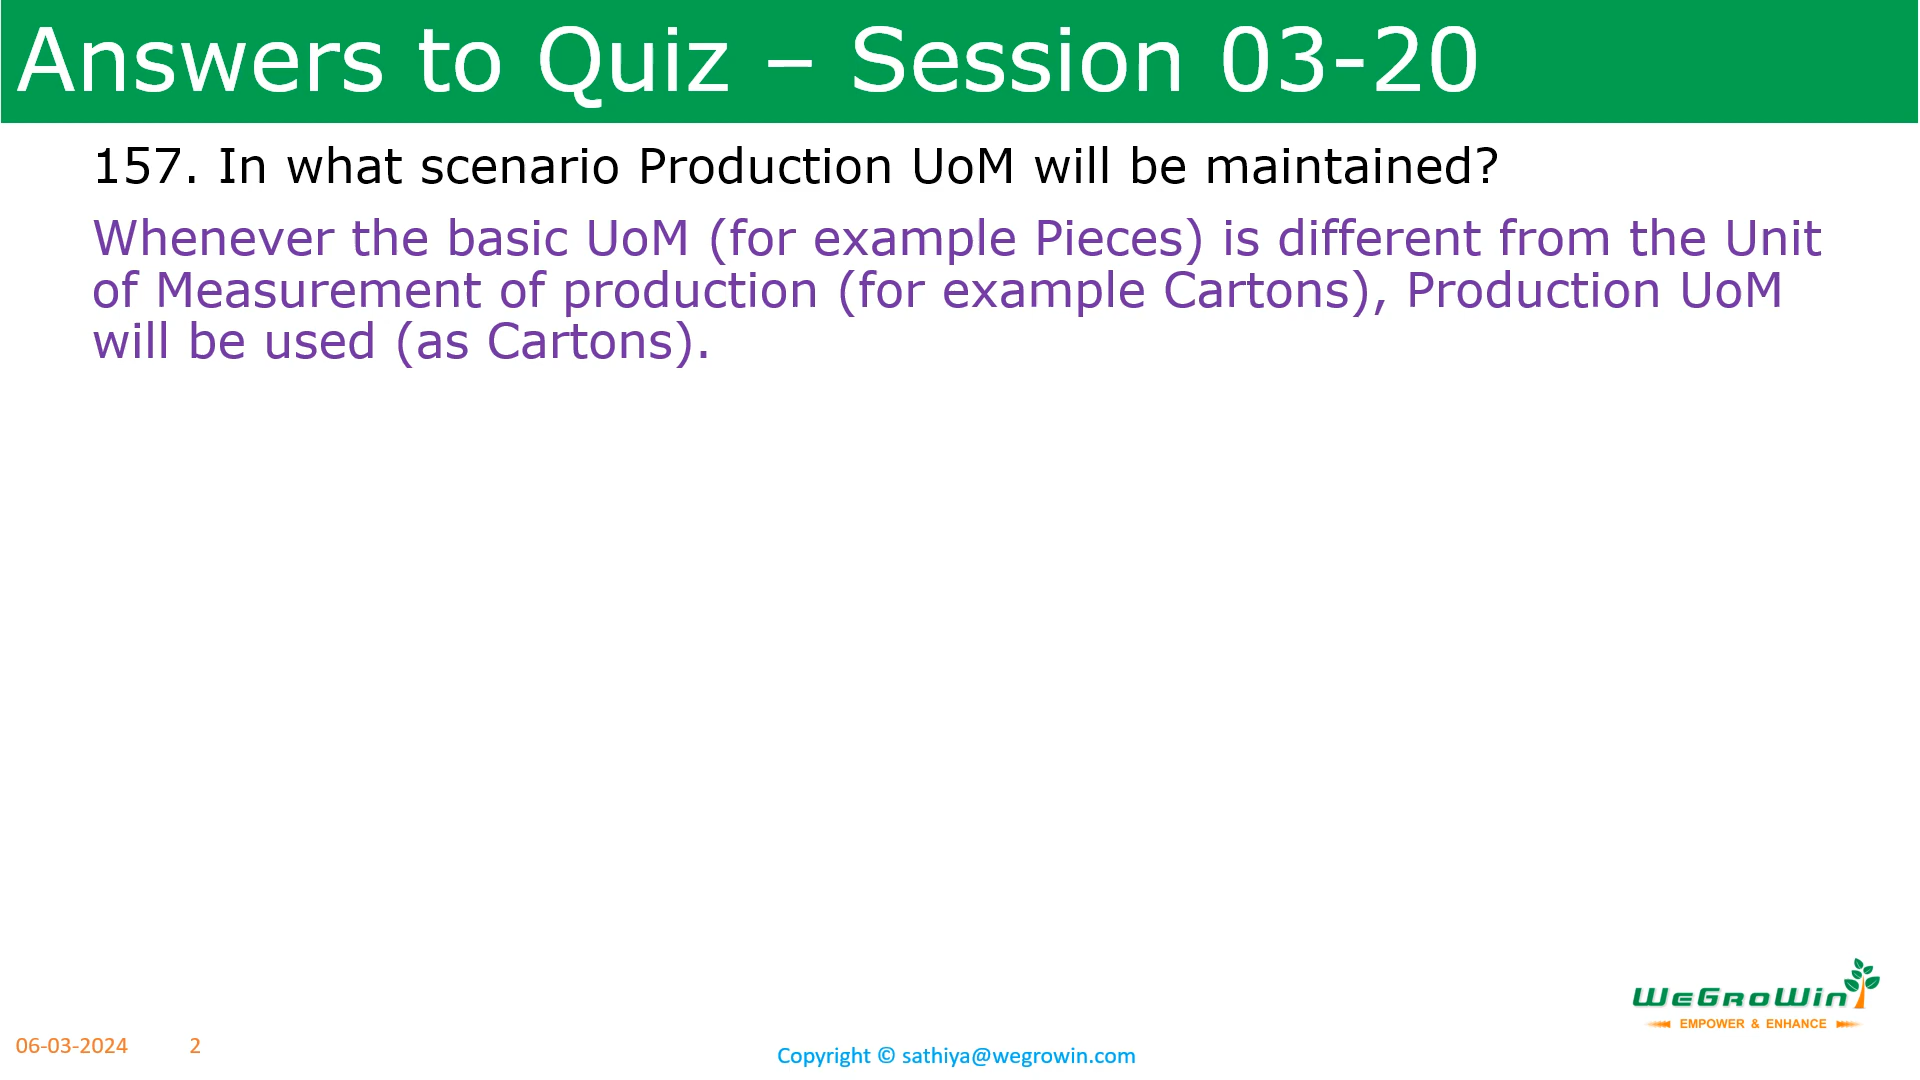 Answers to Quiz – Session 03-20
157. In what scenario Production UoM will be maintained?
Whenever the basic UoM (for example Pieces) is different from the Unit
of Measurement of production (for example Cartons), Production UoM
will be used (as Cartons).
WeGroWin
EMPOWER & ENHANCE
06-03-2024 2
Copyright © sathiya@wegrowin.com